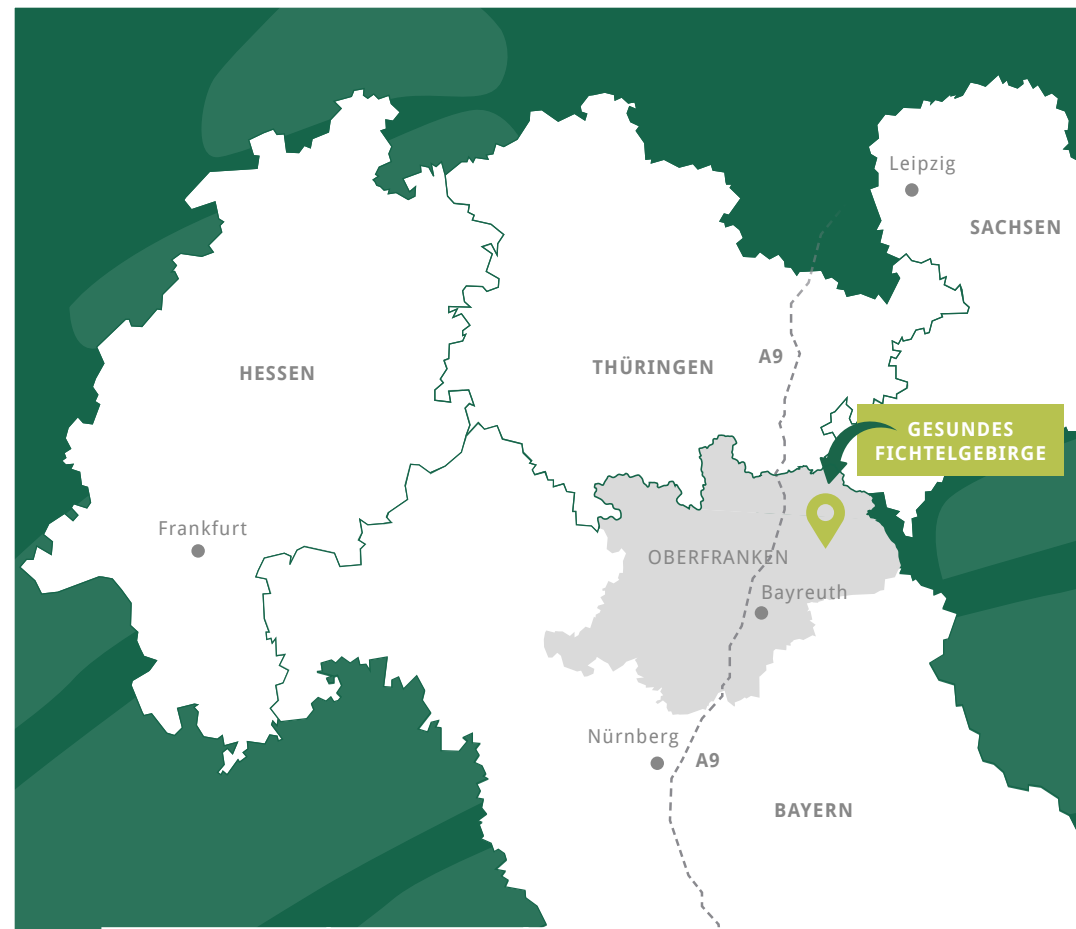 Leipzig
SACHSEN
A9
THÜRINGEN
HESSEN
GESUNDES
FICHTELGEBIRGE
Frankfurt
OBERFRANKEN
Bayreuth
Nürnberg
A9
BAYERN